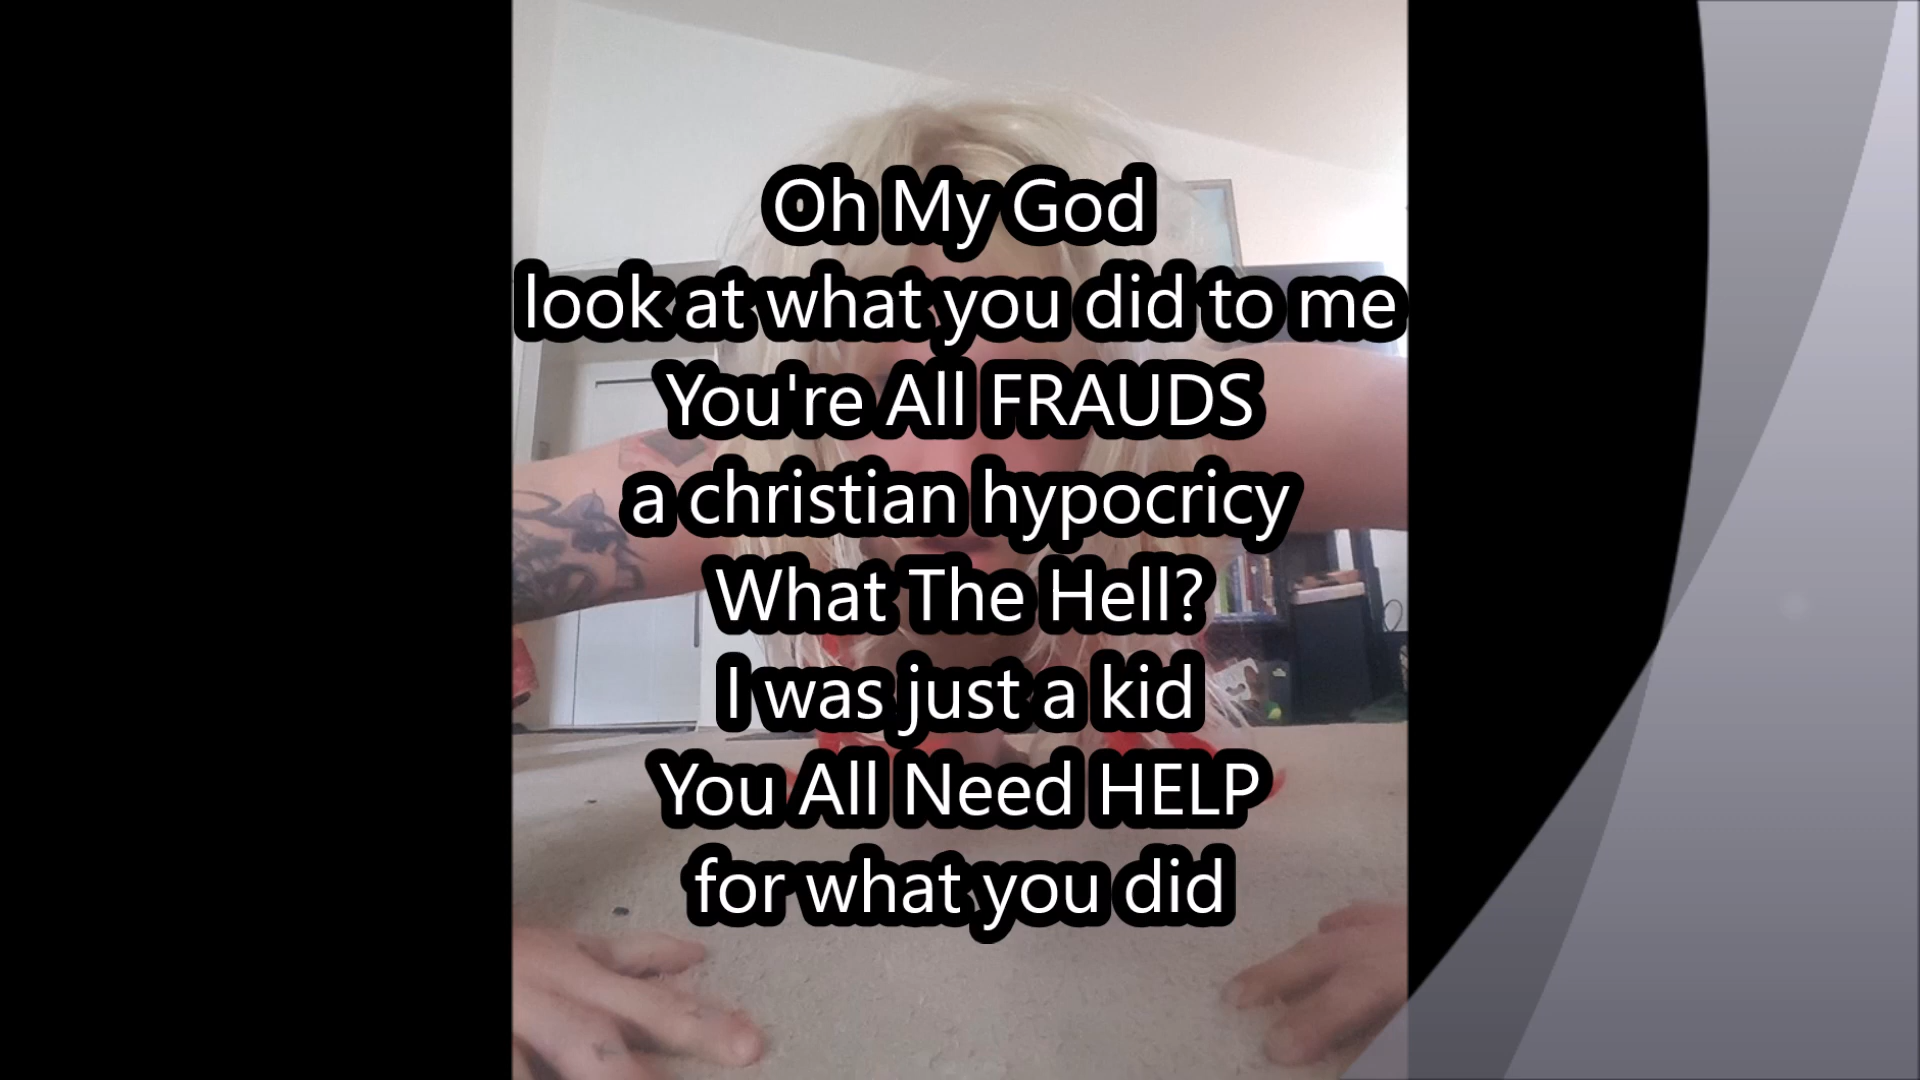 Oh My God
look at what you did to me
You're All FRAUDS
a christian hypocricy
What The Hell?
I was just a kid
You All Need HELP
for what you did